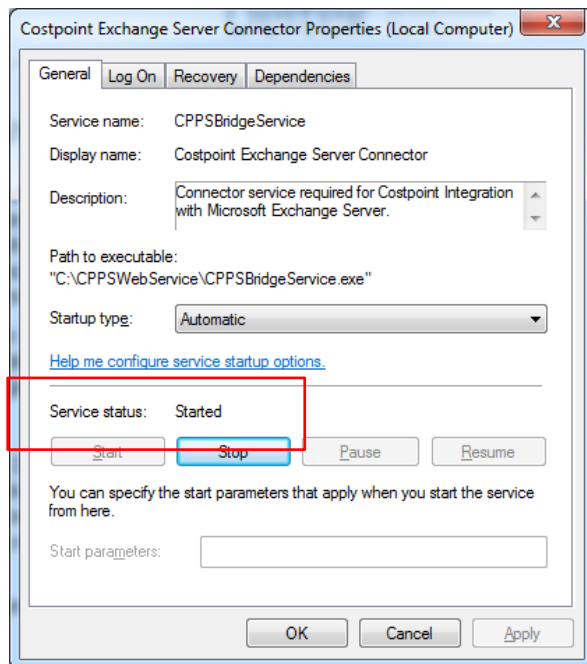 Costpoint Exchange Server Connector Properties (Local Computer)
General Log On Recovery Dependencies
Service name: CPPSBridgeService
Display name: Costpoint Exchange Server Connector
Description: Connector service required for Costpoint Integration
with Microsoft Exchange Server.
Path to executable:
"C:\CPPSWebService\CPPSBridgeService.exe"
Startup type: Automatic
Help me configure service startup options.
Service status: Started
Start Stop Pause Resume
You can specify the start parameters that apply when you start the service
from here.
Start parameters:
OK Cancel Apply